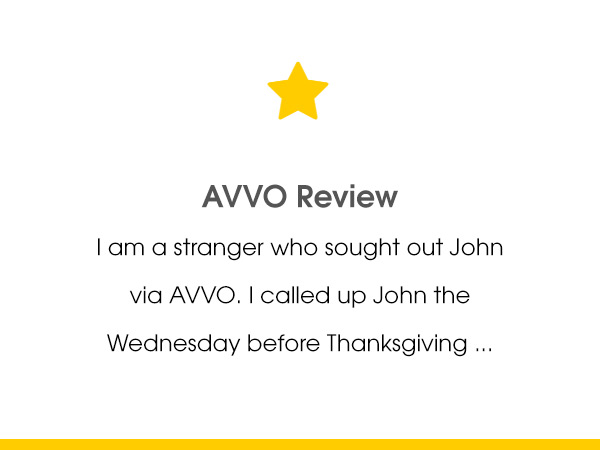 AVVO Review
I am a stranger who sought out John
via AVVO. I called up John the
Wednesday before Thanksgiving ...